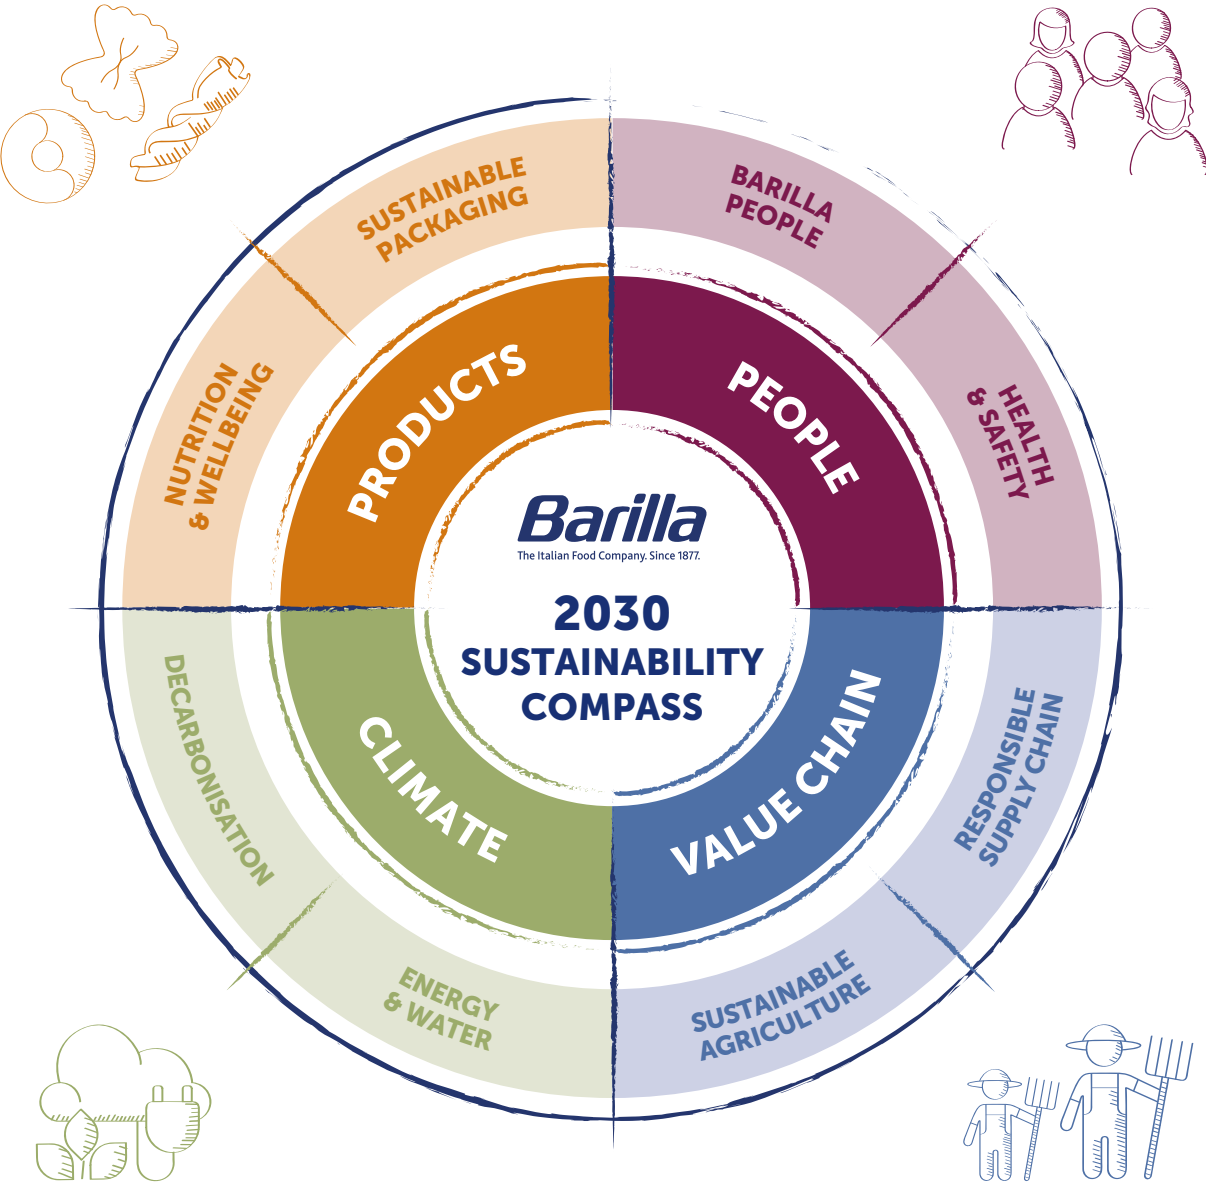 SUSTAINABLE
PACKAGING
BARILLA
PEOPLE
NUTRITION
& WELLBEING
PRODUCTS
PEOPLE
HEALTH
& SAFETY
Barilla
The Italian Food Company. Since 1877.
2030
SUSTAINABILITY
COMPASS
DECARBONISATION
CLIMATE
VALUE CHAIN
RESPONSIBLE
SUPPLY CHAIN
ENERGY
& WATER
SUSTAINABLE
AGRICULTURE